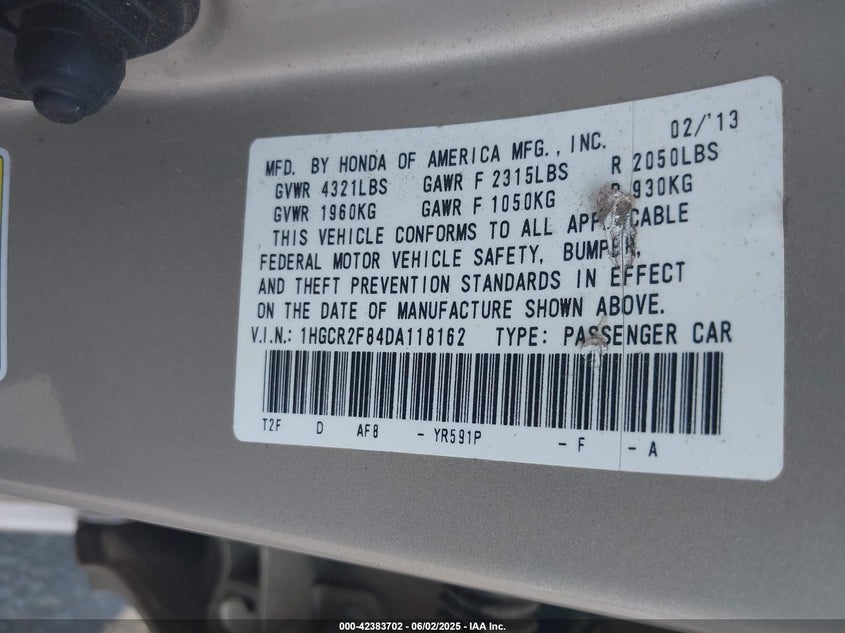 02/'13
MFD. BY HONDA OF AMERICA MFG., INC.
GVWR 4321LBS GAWR F 2315LBS R 2050LBS
GVWR 1960KG GAWR F 1050KG R 930KG
THIS VEHICLE CONFORMS TO ALL APPLICABLE
FEDERAL MOTOR VEHICLE SAFETY, BUMPER,
AND THEFT PREVENTION STANDARDS IN EFFECT
ON THE DATE OF MANUFACTURE SHOWN ABOVE.
V.I.N.: 1HGCR2F84DA118162 TYPE: PASSENGER CAR
T2F D AF8 - YR591P - F - A
000-42383702 - 06/02/2025 - IAA Inc.